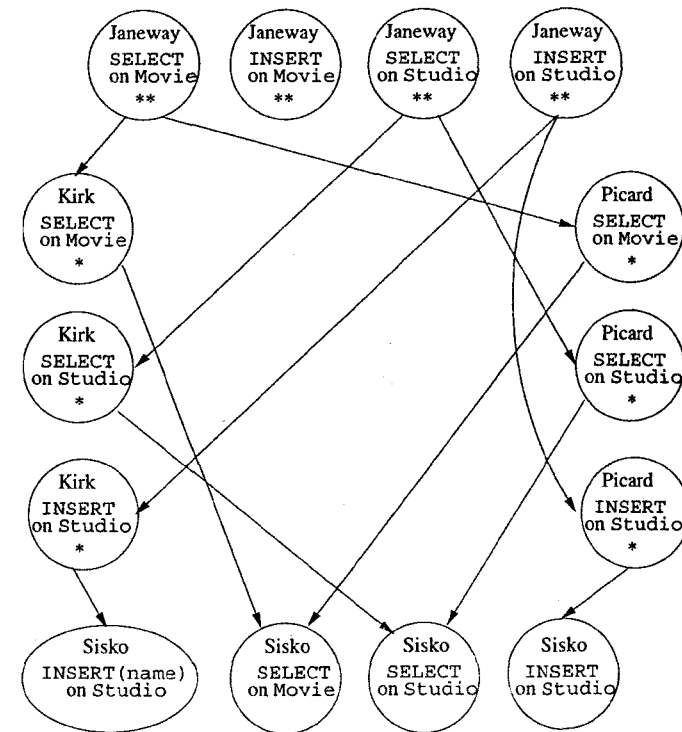 Janeway
SELECT
on Movie
**
Janeway
INSERT
on Movie
**
Janeway
SELECT
on Studio
**
Janeway
INSERT
on Studio
**
Kirk
SELECT
on Movie
*
Picard
SELECT
on Movie
*
Kirk
SELECT
on Studio
*
Picard
SELECT
on Studio
*
Kirk
INSERT
on Studio
*
Picard
INSERT
on Studio
*
Sisko
INSERT(name)
on Studio
Sisko
SELECT
on Movie
Sisko
SELECT
on Studio
Sisko
INSERT
on Studio